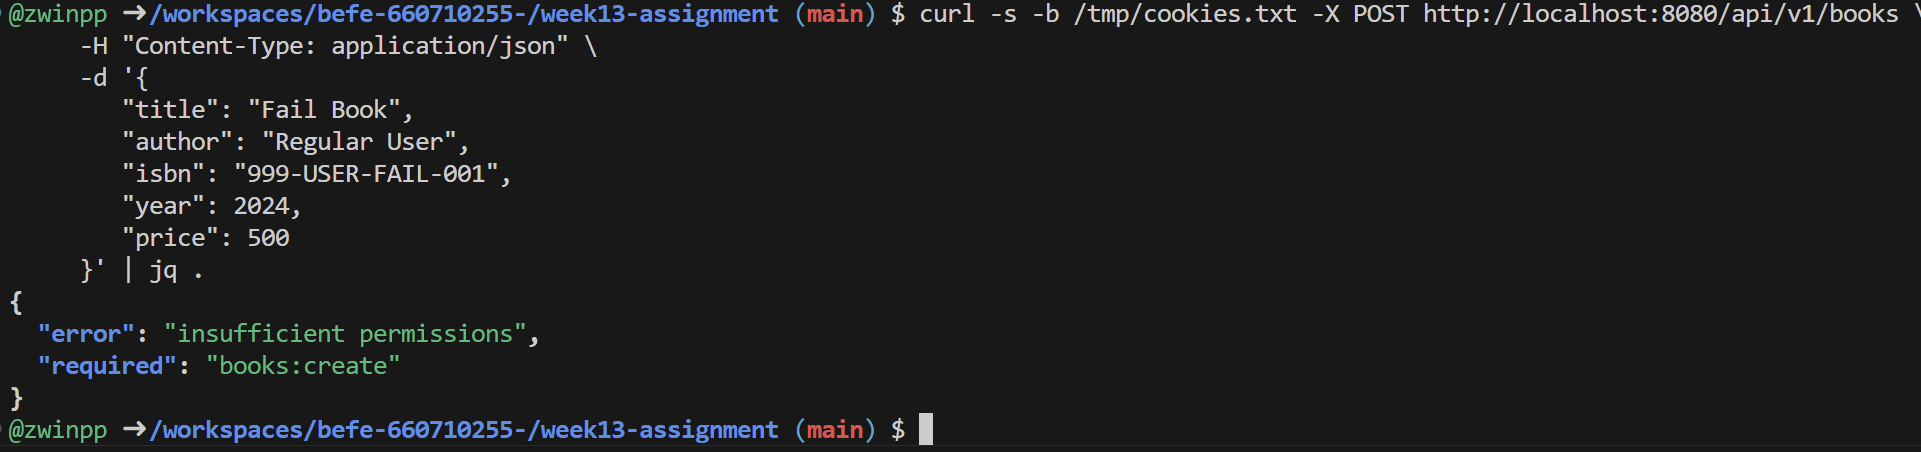 @zwinpp ➜/workspaces/befe-660710255-/week13-assignment (main) $ curl -s -b /tmp/cookies.txt -X POST http://localhost:8080/api/v1/books \
-H "Content-Type: application/json" \
-d '{
"title": "Fail Book",
"author": "Regular User",
"isbn": "999-USER-FAIL-001",
"year": 2024,
"price": 500
}' | jq .
{
"error": "insufficient permissions",
"required": "books:create"
}
@zwinpp ➜/workspaces/befe-660710255-/week13-assignment (main) $